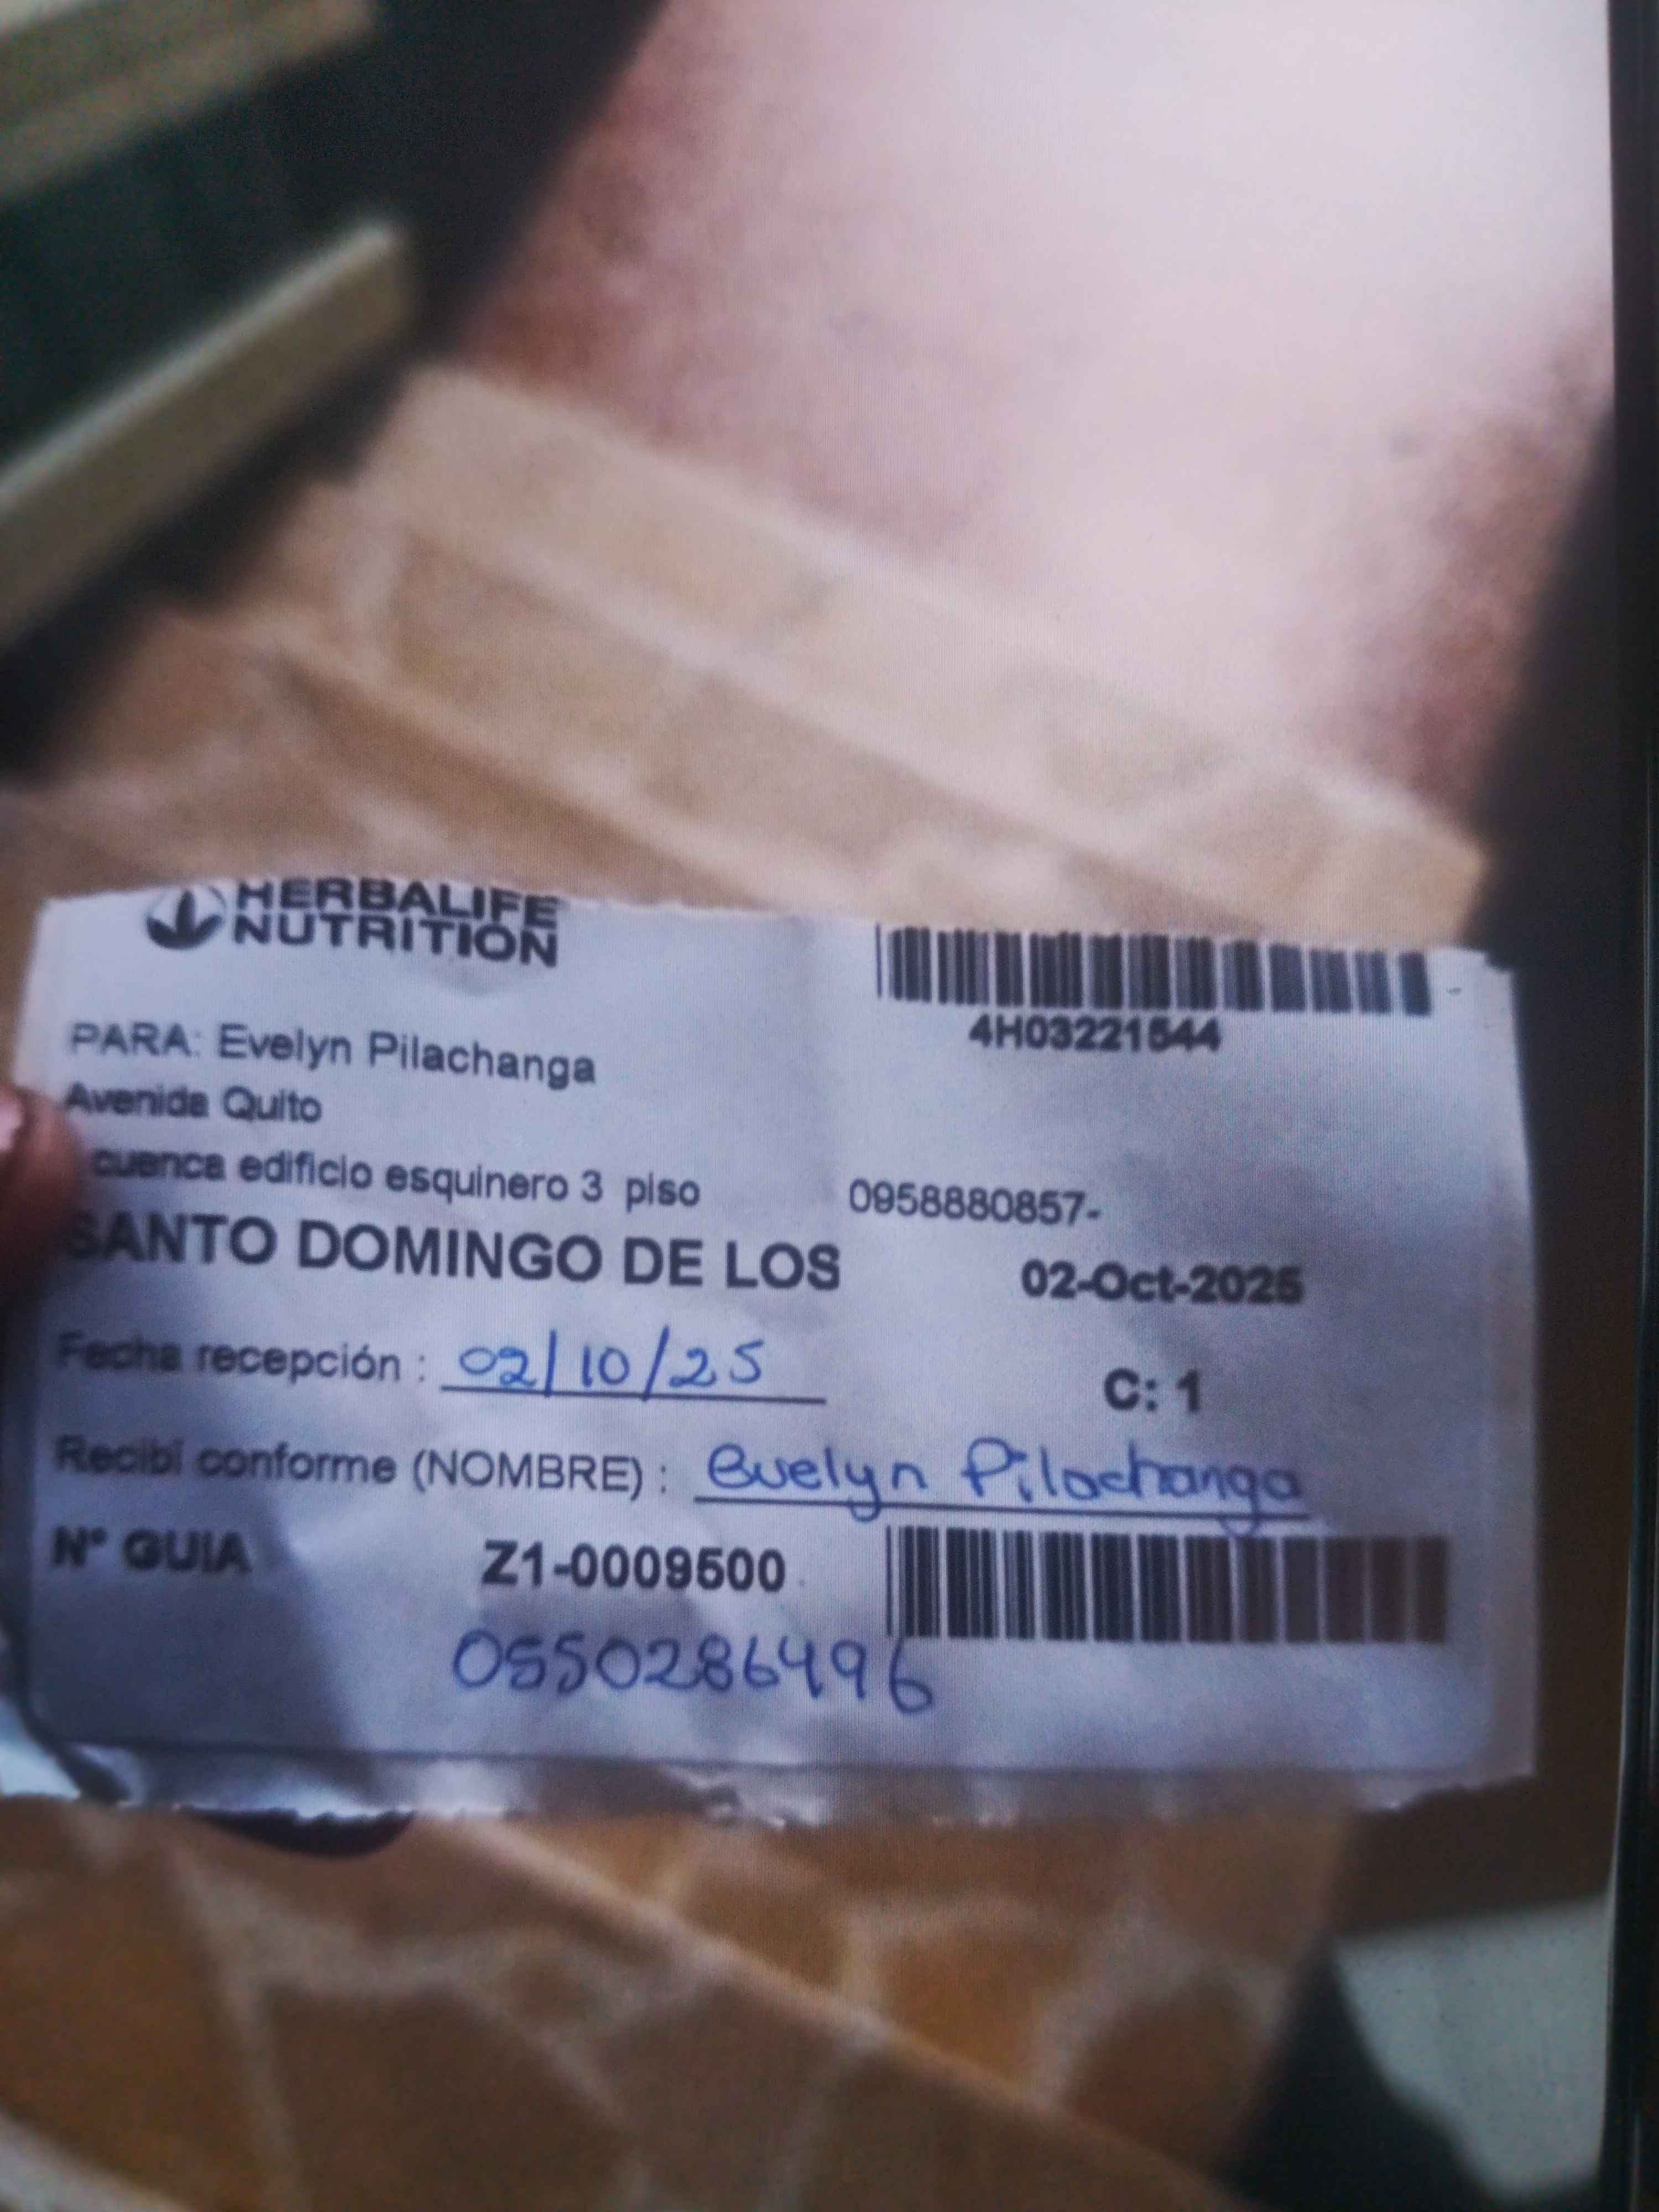 HERBALIFE
NUTRITION
4H03221544
PARA: Evelyn Pilachanga
Avenida Quito
cuenca edificio esquinero 3 piso
0958880857-
SANTO DOMINGO DE LOS
02-Oct-2025
Fecha recepción : 02/10/25
C: 1
Recibí conforme (NOMBRE) : Evelyn Pilachanga
N° GUIA
Z1-0009500
0550286496